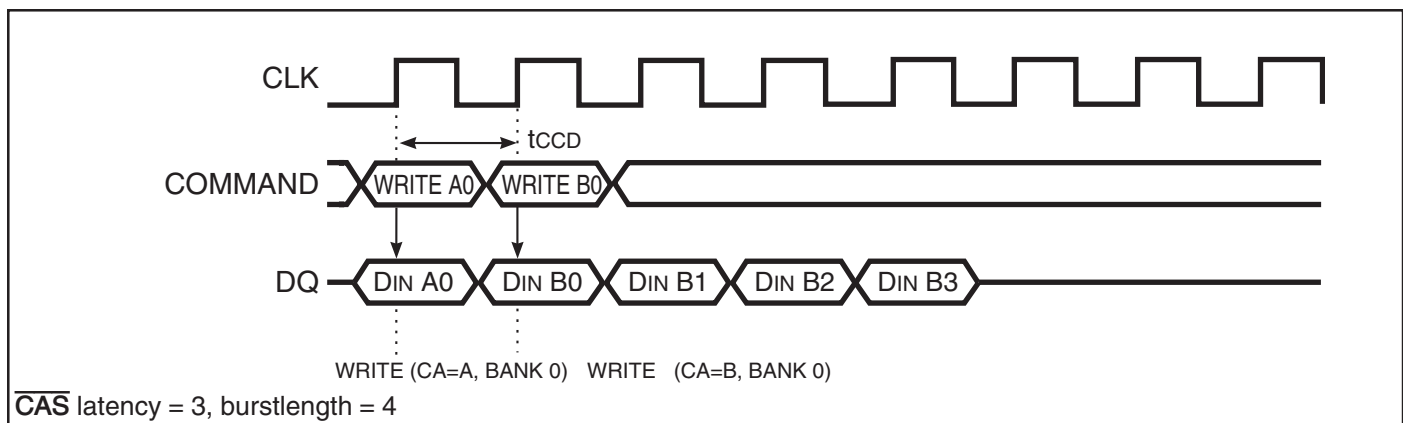 CLK
tCCD
COMMAND WRITE A0 WRITE B0
DQ DIN A0 DIN B0 DIN B1 DIN B2 DIN B3
WRITE (CA=A, BANK 0) WRITE (CA=B, BANK 0)
CAS latency = 3, burstlength = 4